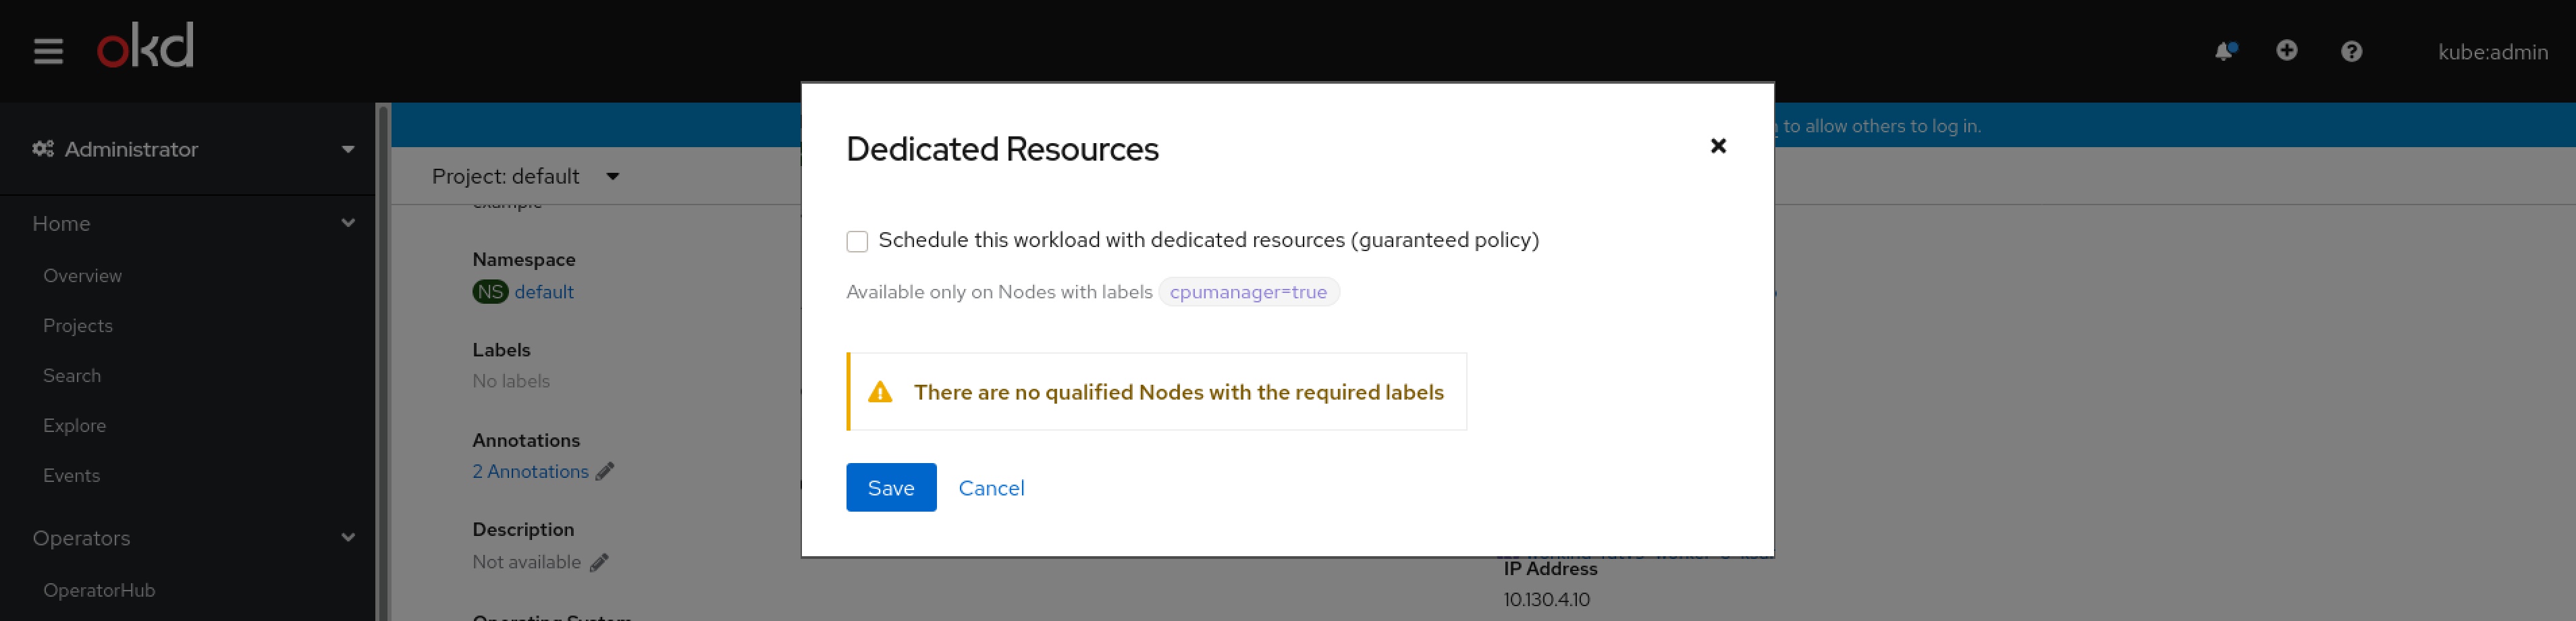 okd
kube:admin
Administrator
to allow others to log in.
Project: default
Home
Overview
Projects
Search
Explore
Events
Operators
OperatorHub
example
Namespace
NS default
Labels
No labels
Annotations
2 Annotations
Description
Not available
Operating System
Dedicated Resources
Schedule this workload with dedicated resources (guaranteed policy)
Available only on Nodes with labels cpumanager=true
There are no qualified Nodes with the required labels
Save Cancel
IP Address
10.130.4.10